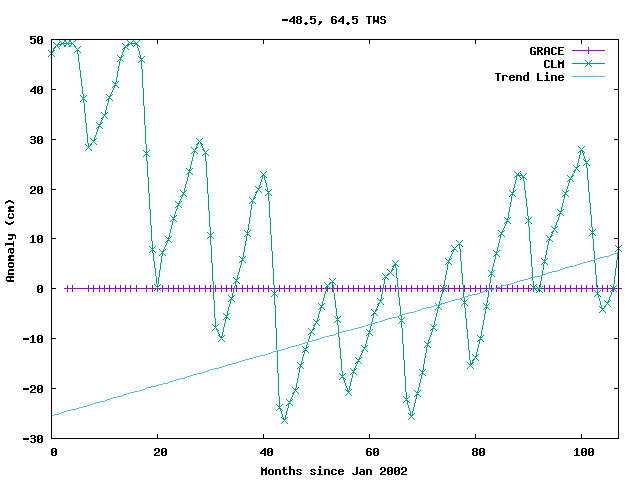 -48.5, 64.5 TWS
GRACE
CLM
Trend Line
50
40
30
20
10
0
-10
-20
-30
Anomaly (cm)
0 20 40 60 80 100
Months since Jan 2002